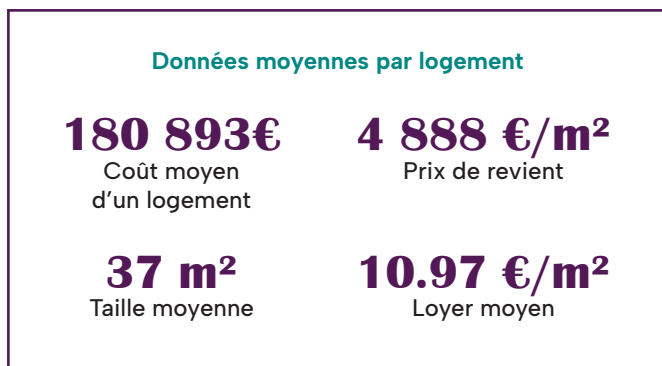 Données moyennes par logement
180 893€
Coût moyen
d'un logement
4 888 €/m²
Prix de revient
37 m²
Taille moyenne
10.97 €/m²
Loyer moyen